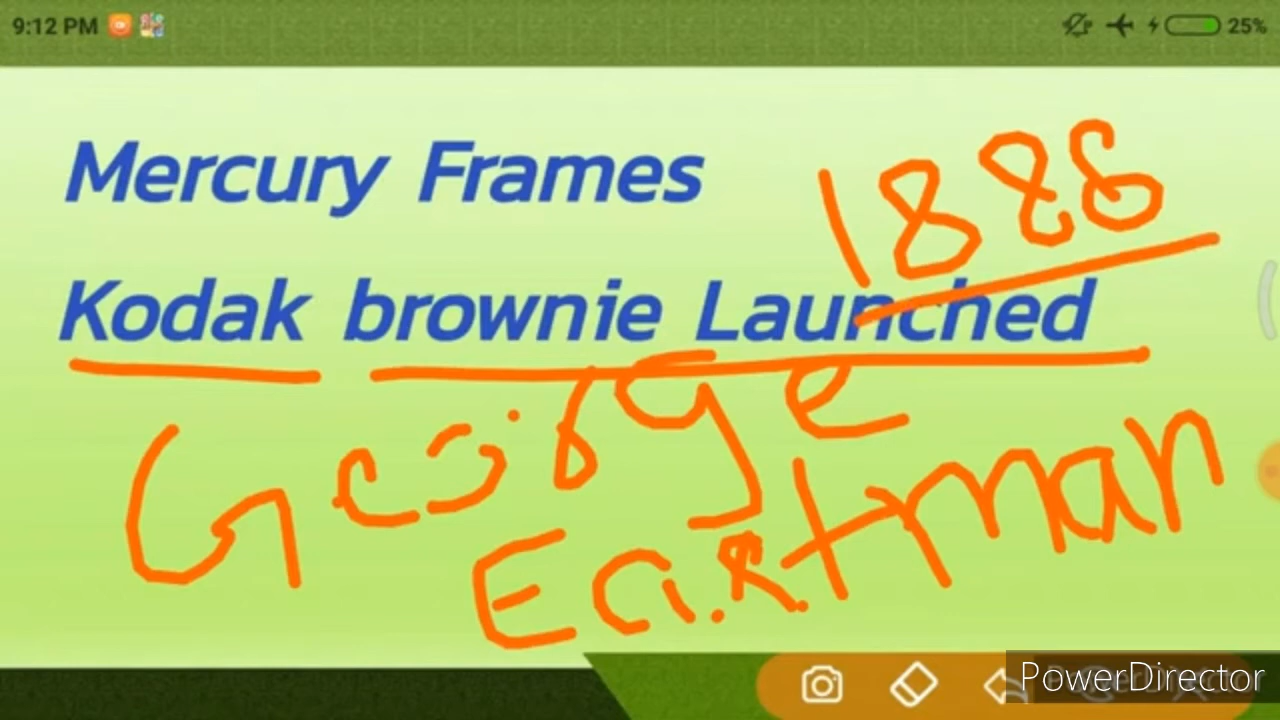 9:12 PM
25%
Mercury Frames
1888
Kodak brownie Launched
George
Eastman
PowerDirector